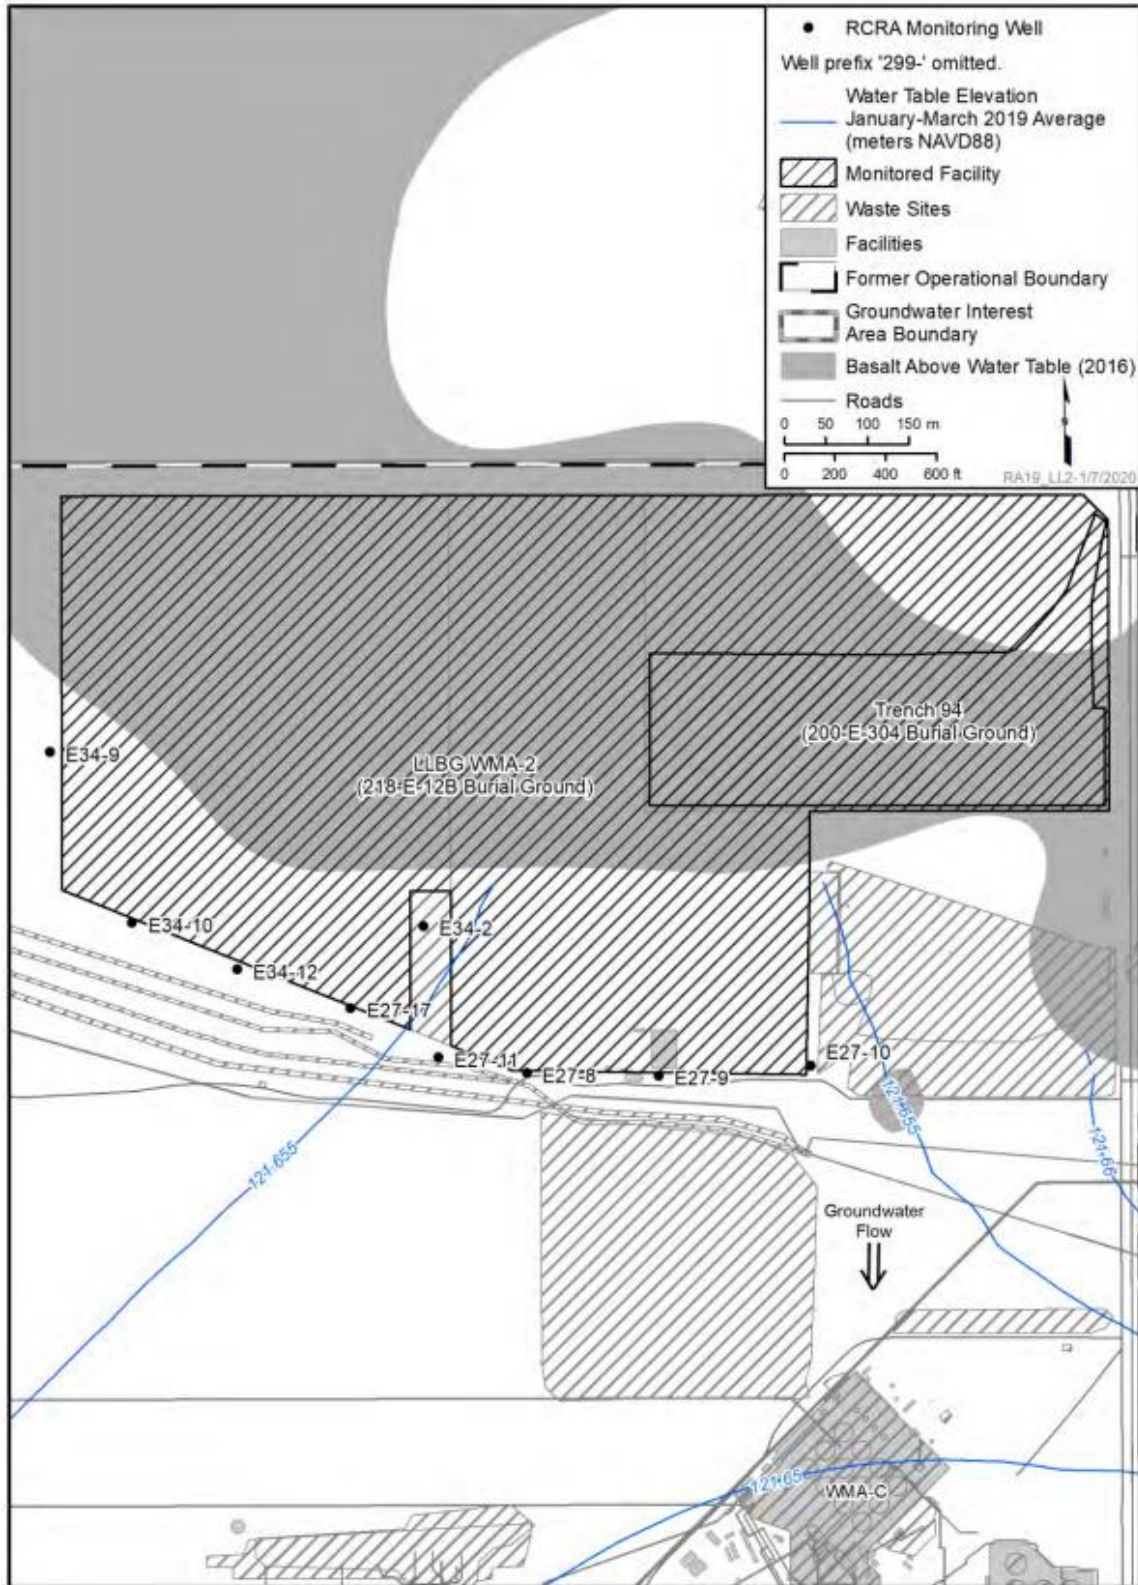 RCRA Monitoring Well
Well prefix '299-' omitted.
Water Table Elevation
January-March 2019 Average
(meters NAVD88)
Monitored Facility
Waste Sites
Facilities
Former Operational Boundary
Groundwater Interest
Area Boundary
Basalt Above Water Table (2016)
Roads
0 50 100 150 m
0 200 400 600 ft
RA19_LL2-1/7/2020
Trench 94
(200-E-304 Burial Ground)
E34-9
LLBG WMA-2
(218-E-12B Burial Ground)
E34-10
E34-2
E34-12
E27-17
E27-11
E27-8
E27-9
E27-10
121.655
121.655
121.66
Groundwater
Flow
121.65
WMA-C